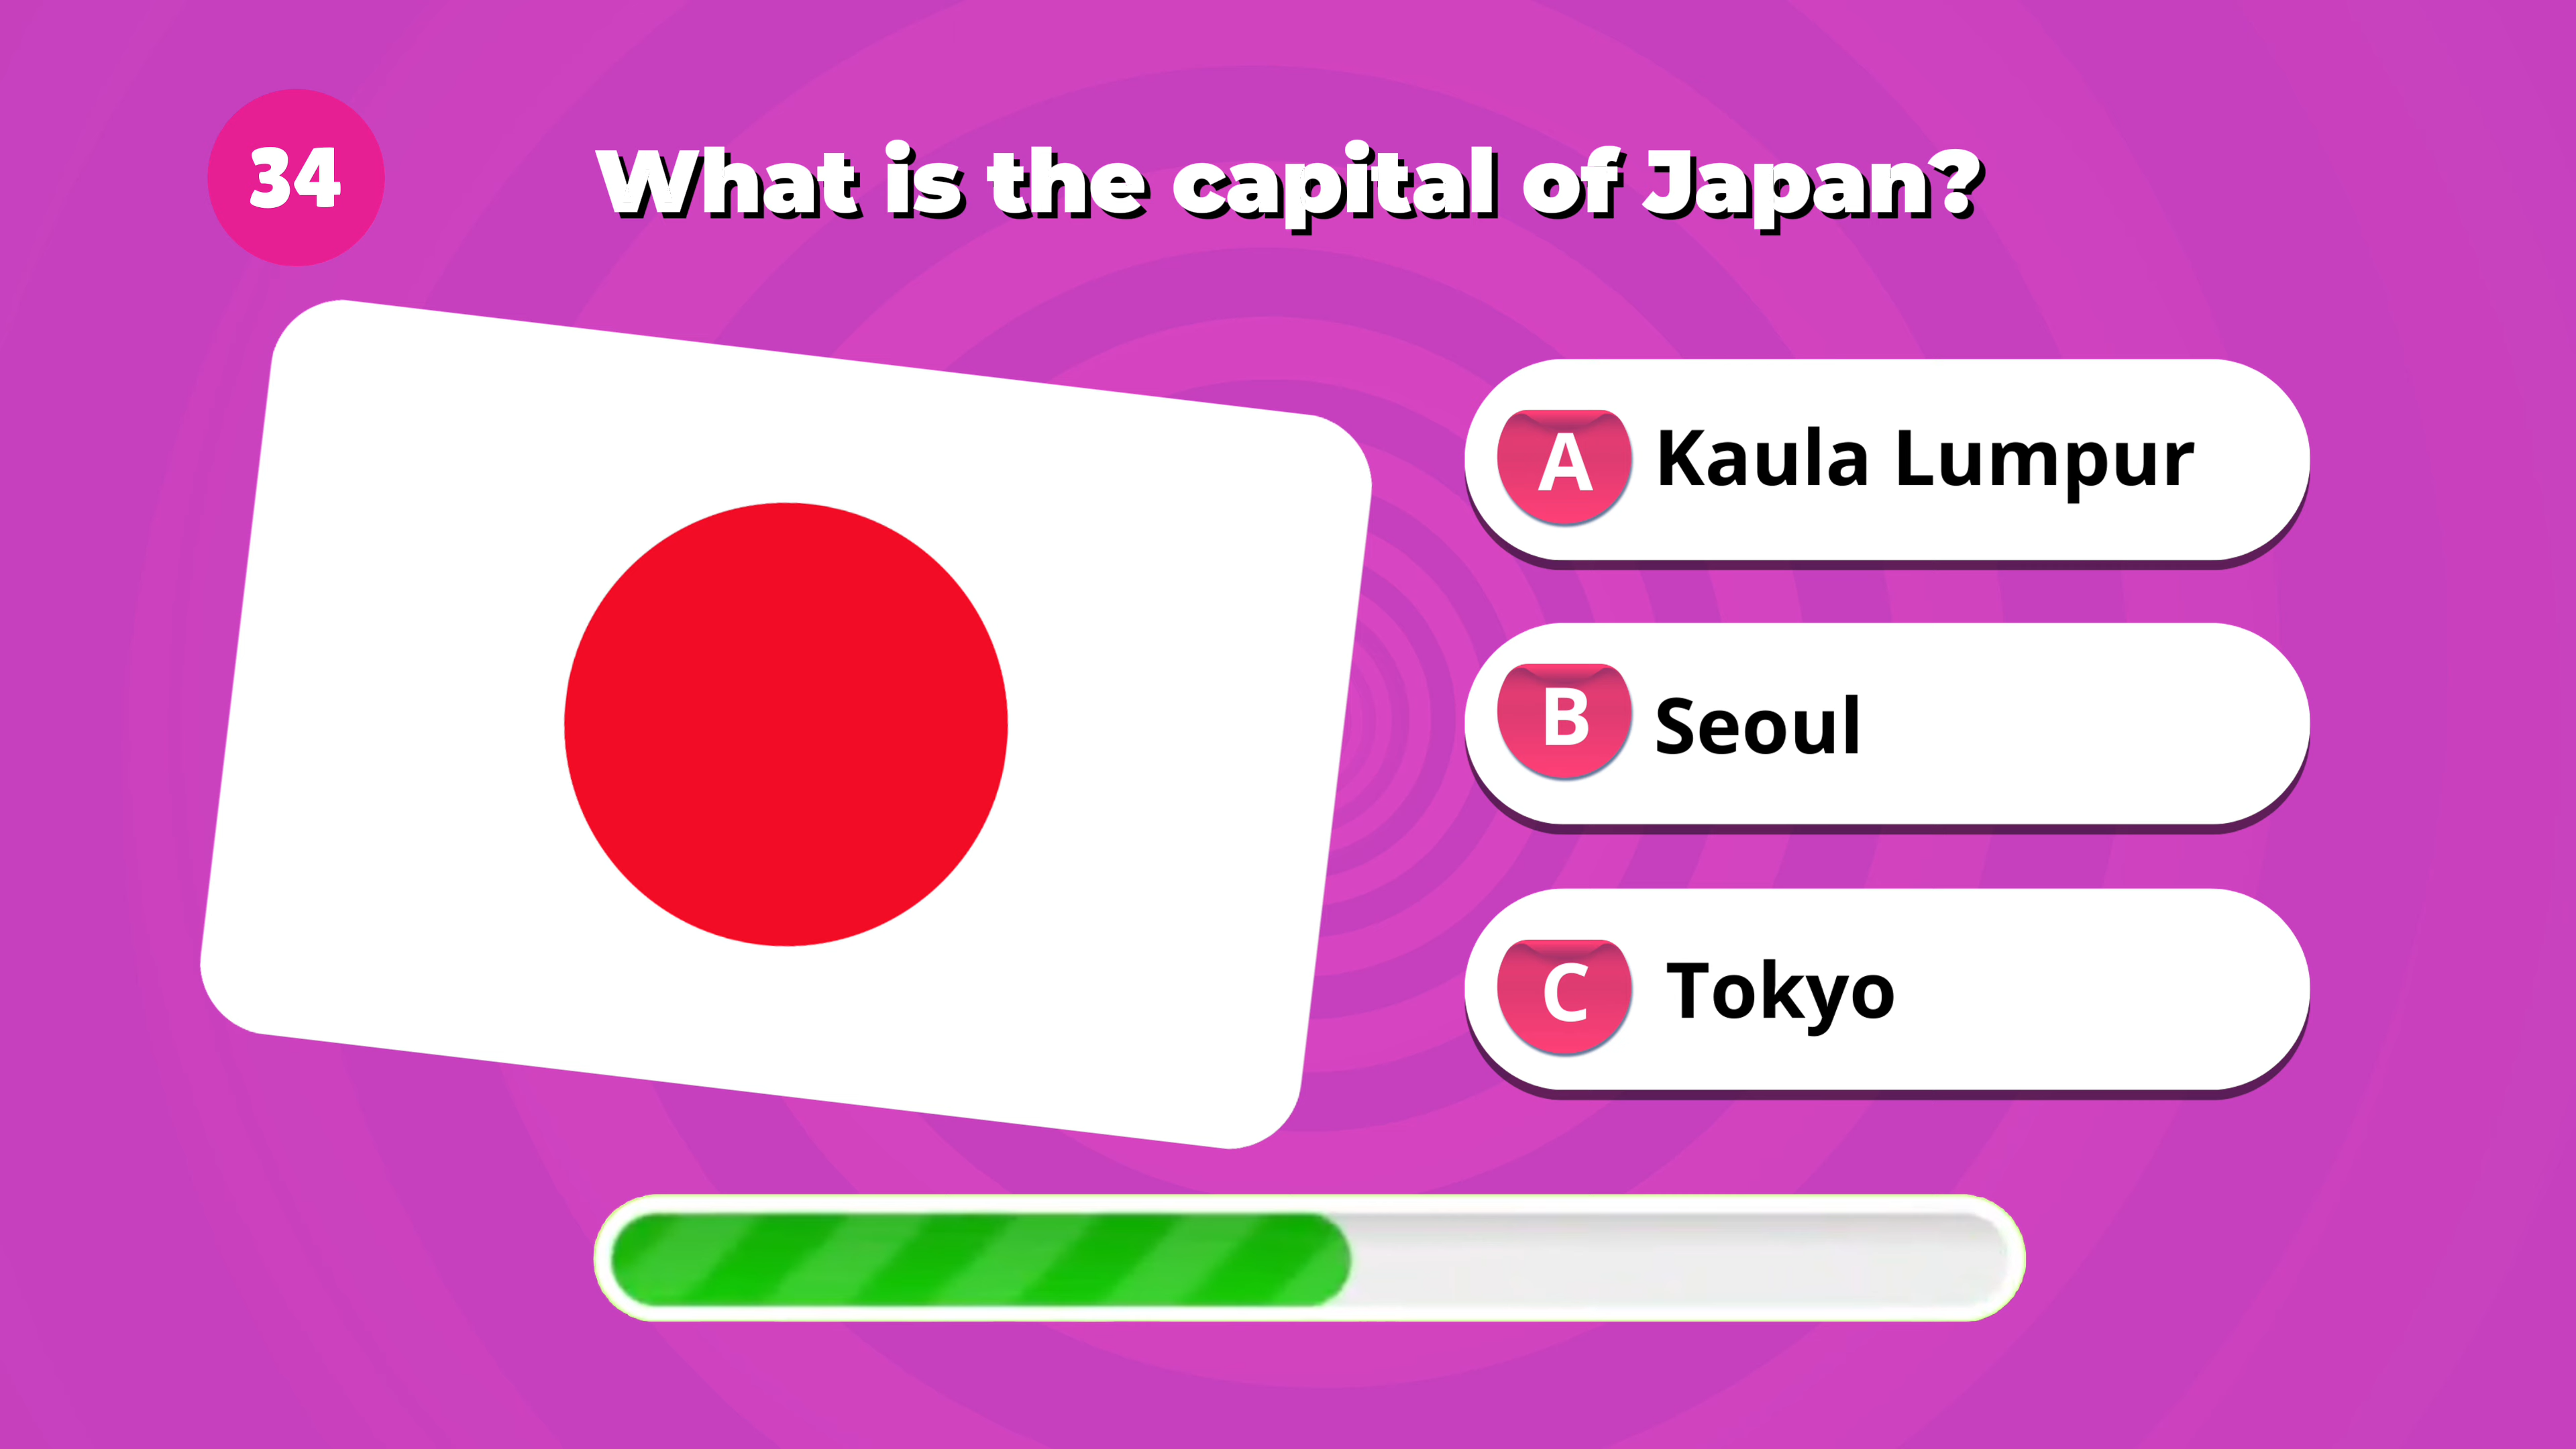 34
What is the capital of Japan?
A Kaula Lumpur
B Seoul
C Tokyo